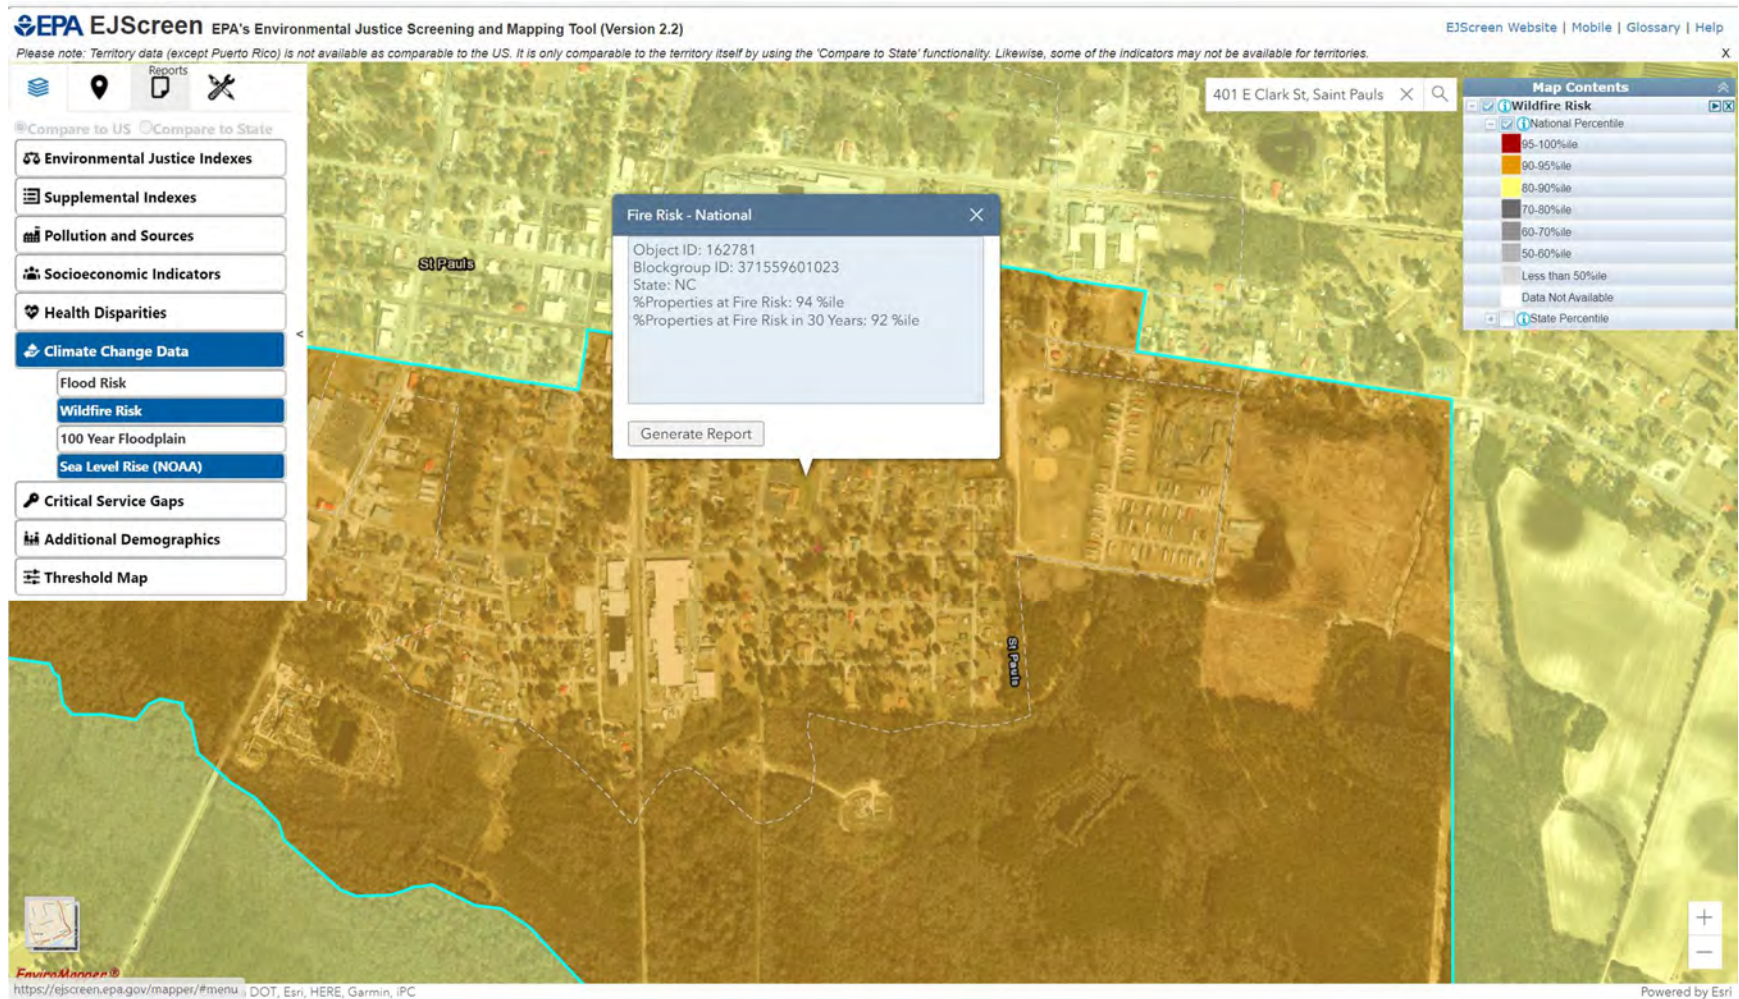 EPA EJScreen EPA's Environmental Justice Screening and Mapping Tool (Version 2.2)
EJScreen Website | Mobile | Glossary | Help
Please note: Territory data (except Puerto Rico) is not available as comparable to the US. It is only comparable to the territory itself by using the 'Compare to State' functionality. Likewise, some of the indicators may not be available for territories.
X
Reports
Compare to US Compare to State
Environmental Justice Indexes
Supplemental Indexes
Pollution and Sources
Socioeconomic Indicators
Health Disparities
Climate Change Data
Flood Risk
Wildfire Risk
100 Year Floodplain
Sea Level Rise (NOAA)
Critical Service Gaps
Additional Demographics
Threshold Map
<
401 E Clark St, Saint Pauls
Map Contents
Wildfire Risk
National Percentile
95-100%ile
90-95%ile
80-90%ile
70-80%ile
60-70%ile
50-60%ile
Less than 50%ile
Data Not Available
State Percentile
St Pauls
Fire Risk - National
Object ID: 162781
Blockgroup ID: 371559601023
State: NC
%Properties at Fire Risk: 94 %ile
%Properties at Fire Risk in 30 Years: 92 %ile
Generate Report
St Pauls
EnviroMapper®
https://ejscreen.epa.gov/mapper/#menu
DOT, Esri, HERE, Garmin, iPC
Powered by Esri